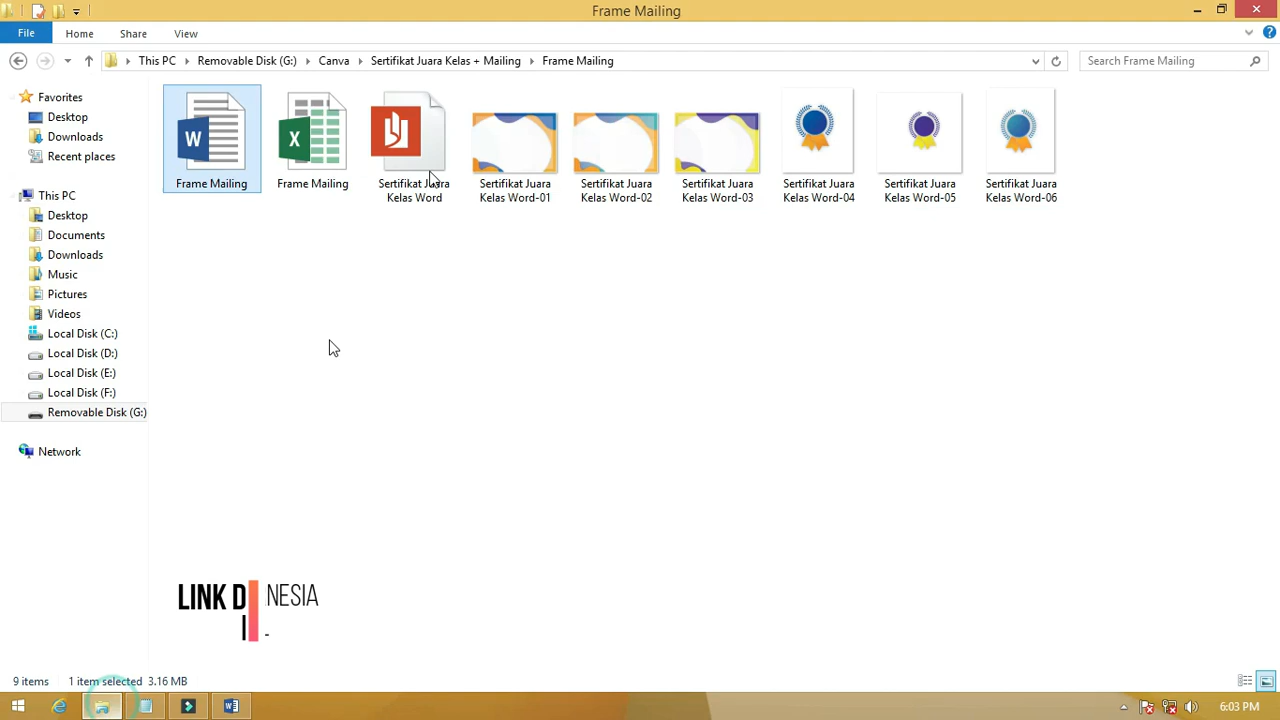 Frame Mailing
File
Home
Share
View
This PC
Removable Disk (G:)
Canva
Sertifikat Juara Kelas + Mailing
Frame Mailing
Search Frame Mailing
Favorites
Desktop
Downloads
Recent places
This PC
Desktop
Documents
Downloads
Music
Pictures
Videos
Local Disk (C:)
Local Disk (D:)
Local Disk (E:)
Local Disk (F:)
Removable Disk (G:)
Network
Frame Mailing
Frame Mailing
Sertifikat Juara
Kelas Word
Sertifikat Juara
Kelas Word-01
Sertifikat Juara
Kelas Word-02
Sertifikat Juara
Kelas Word-03
Sertifikat Juara
Kelas Word-04
Sertifikat Juara
Kelas Word-05
Sertifikat Juara
Kelas Word-06
LINK D NESIA
9 items
1 item selected 3.16 MB
6:03 PM